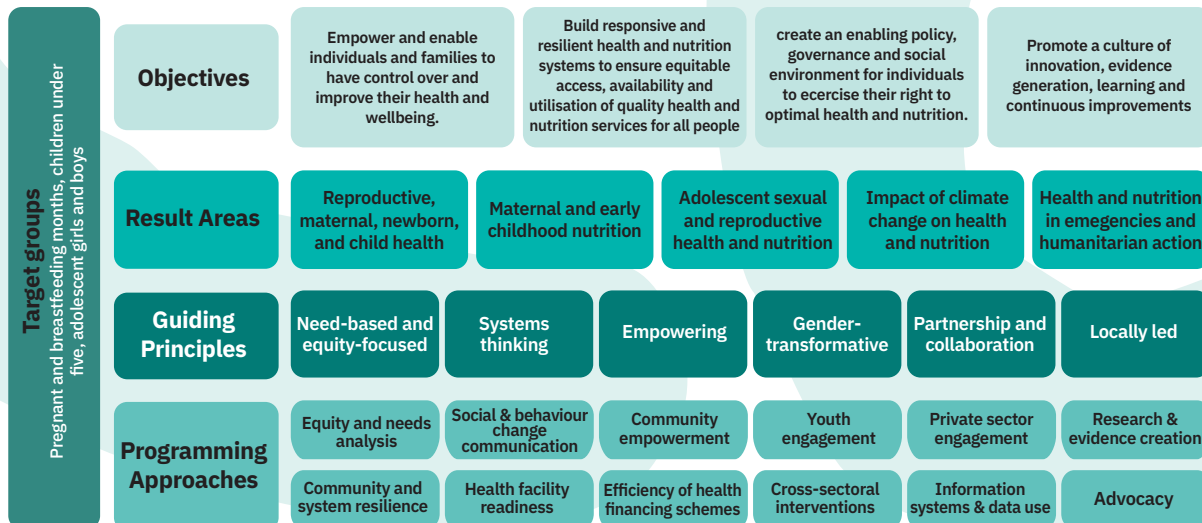 Target groups
Pregnant and breastfeeding months, children under
five, adolescent girls and boys
Objectives
Empower and enable
individuals and families to
have control over and
improve their health and
wellbeing.
Build responsive and
resilient health and nutrition
systems to ensure equitable
access, availability and
utilisation of quality health and
nutrition services for all people
create an enabling policy,
governance and social
environment for individuals
to ecercise their right to
optimal health and nutrition.
Promote a culture of
innovation, evidence
generation, learning and
continuous improvements
Result Areas
Reproductive,
maternal, newborn,
and child health
Maternal and early
childhood nutrition
Adolescent sexual
and reproductive
health and nutrition
Impact of climate
change on health
and nutrition
Health and nutrition
in emegencies and
humanitarian action
Guiding
Principles
Need-based and
equity-focused
Systems
thinking
Empowering
Gender-
transformative
Partnership and
collaboration
Locally led
Programming
Approaches
Equity and needs
analysis
Social & behaviour
change
communication
Community
empowerment
Youth
engagement
Private sector
engagement
Research &
evidence creation
Community and
system resilience
Health facility
readiness
Efficiency of health
financing schemes
Cross-sectoral
interventions
Information
systems & data use
Advocacy